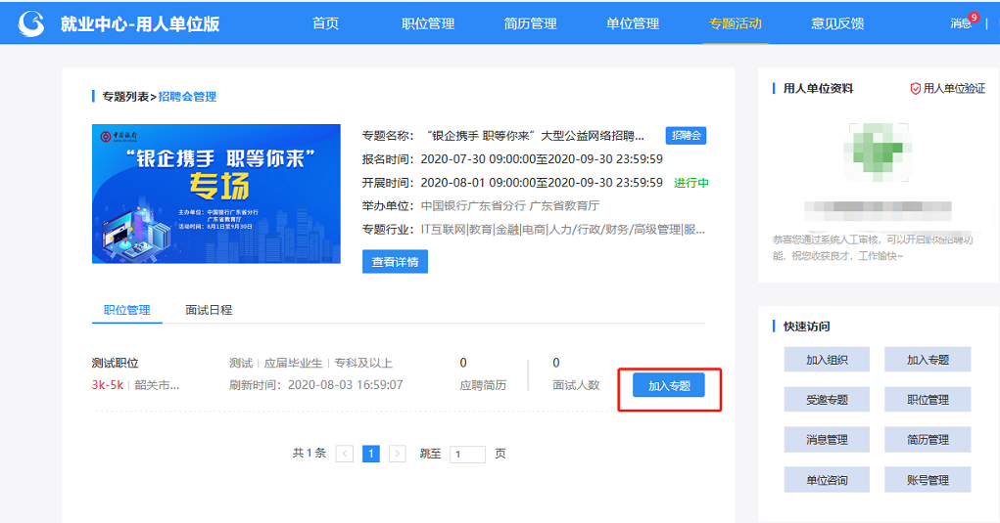 就业中心-用人单位版
首页
职位管理
简历管理
单位管理
专题活动
意见反馈
消息
9
专题列表>招聘会管理
中国银行
“银企携手 职等你来”
专场
主办单位：中国银行广东省分行
广东省教育厅
活动时间：8月1日至9月30日
专题名称： “银企携手 职等你来”大型公益网络招聘... 招聘会
报名时间：2020-07-30 09:00:00至2020-09-30 23:59:59
开展时间：2020-08-01 09:00:00至2020-09-30 23:59:59 进行中
举办单位：中国银行广东省分行 广东省教育厅
专题行业：IT互联网|教育|金融|电商|人力/行政/财务/高级管理|服...
查看详情
职位管理
面试日程
测试职位
3k-5k | 韶关市...
测试 | 应届毕业生 | 专科及以上
刷新时间：2020-08-03 16:59:07
0
应聘简历
0
面试人数
加入专题
共 1 条 < 1 > 跳至 1 页
用人单位资料
用人单位验证
恭喜您通过系统人工审核，可以开启职场招聘功
能，祝您收获良才，工作愉快~
快速访问
加入组织
加入专题
受邀专题
职位管理
消息管理
简历管理
单位咨询
账号管理